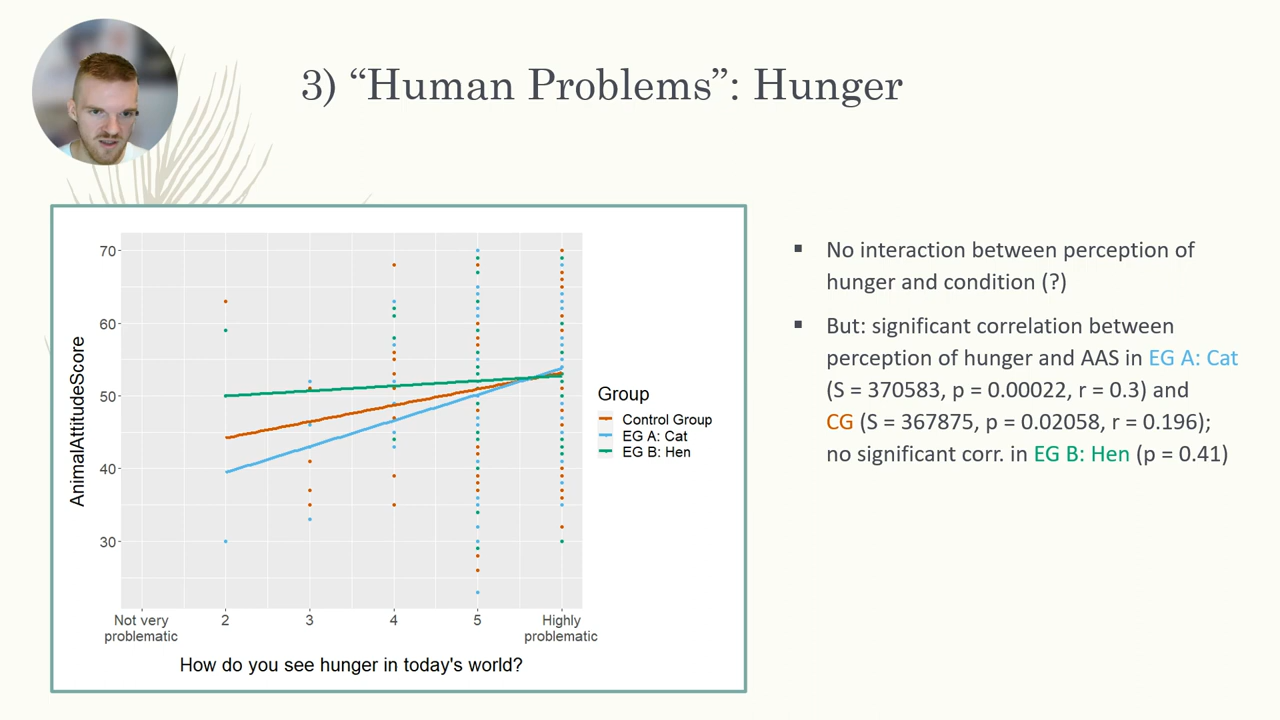 3) “Human Problems”: Hunger
AnimalAttitudeScore
70
60
50
40
30
Not very
problematic
2
3
4
5
Highly
problematic
How do you see hunger in today's world?
Group
Control Group
EG A: Cat
EG B: Hen
▪ No interaction between perception of
hunger and condition (?)
▪ But: significant correlation between
perception of hunger and AAS in EG A: Cat
(S = 370583, p = 0.00022, r = 0.3) and
CG (S = 367875, p = 0.02058, r = 0.196);
no significant corr. in EG B: Hen (p = 0.41)